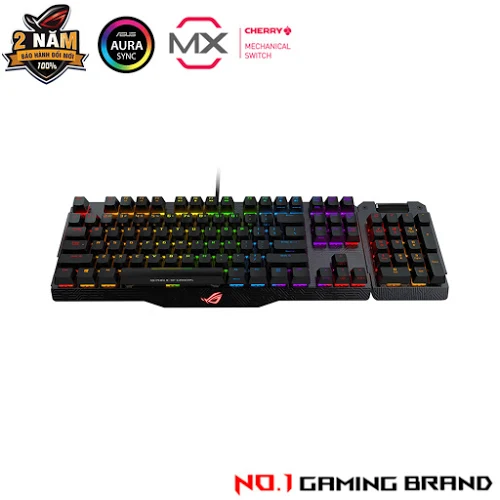 2 NĂM
BẢO HÀNH ĐỔI MỚI
100%
ASUS
AURA
SYNC
MX
CHERRY
MECHANICAL
SWITCH
NO.1 GAMING BRAND